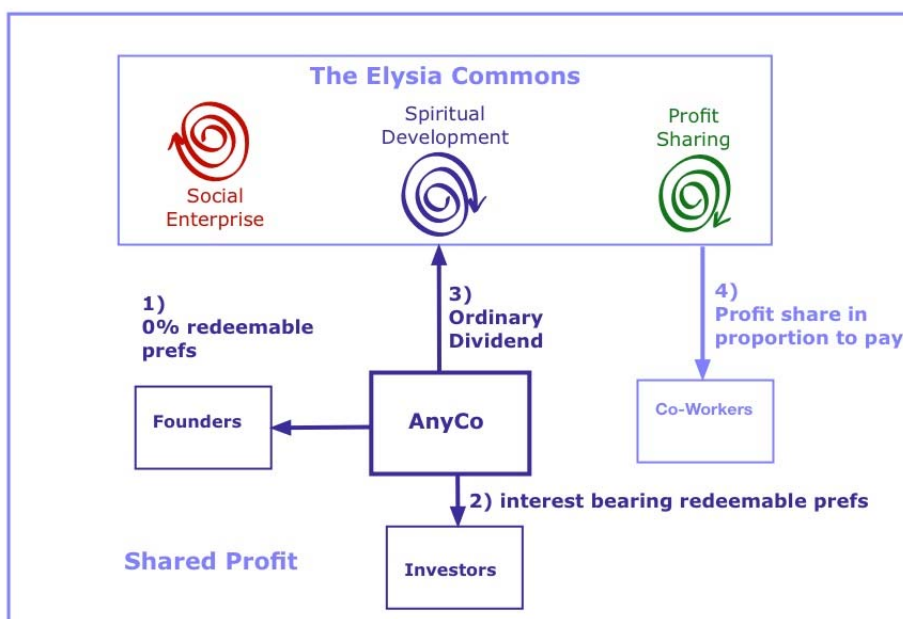 The Elysia Commons
Social
Enterprise
Spiritual
Development
Profit
Sharing
1)
0% redeemable
prefs
3)
Ordinary
Dividend
4)
Profit share in
proportion to pay
Founders
AnyCo
Co-Workers
2) interest bearing redeemable prefs
Shared Profit
Investors